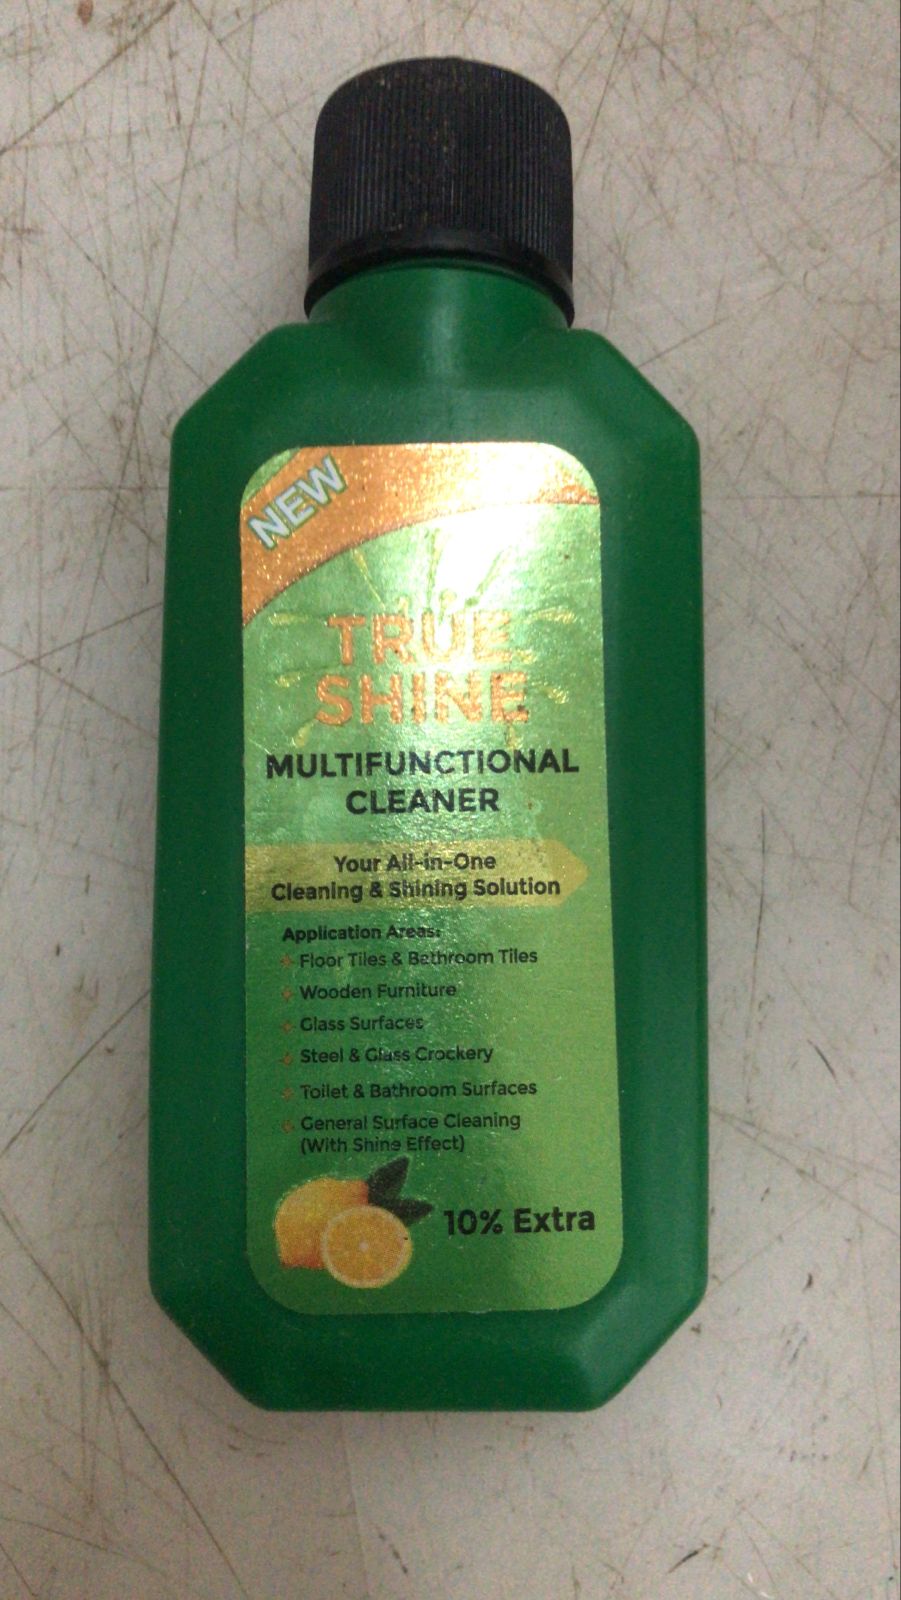 NEW
TRUE
SHINE
MULTIFUNCTIONAL
CLEANER
Your All-in-One
Cleaning & Shining Solution
Application Areas:
Floor Tiles & Bathroom Tiles
Wooden Furniture
Glass Surfaces
Steel & Glass Crockery
Toilet & Bathroom Surfaces
General Surface Cleaning
(With Shine Effect)
10% Extra